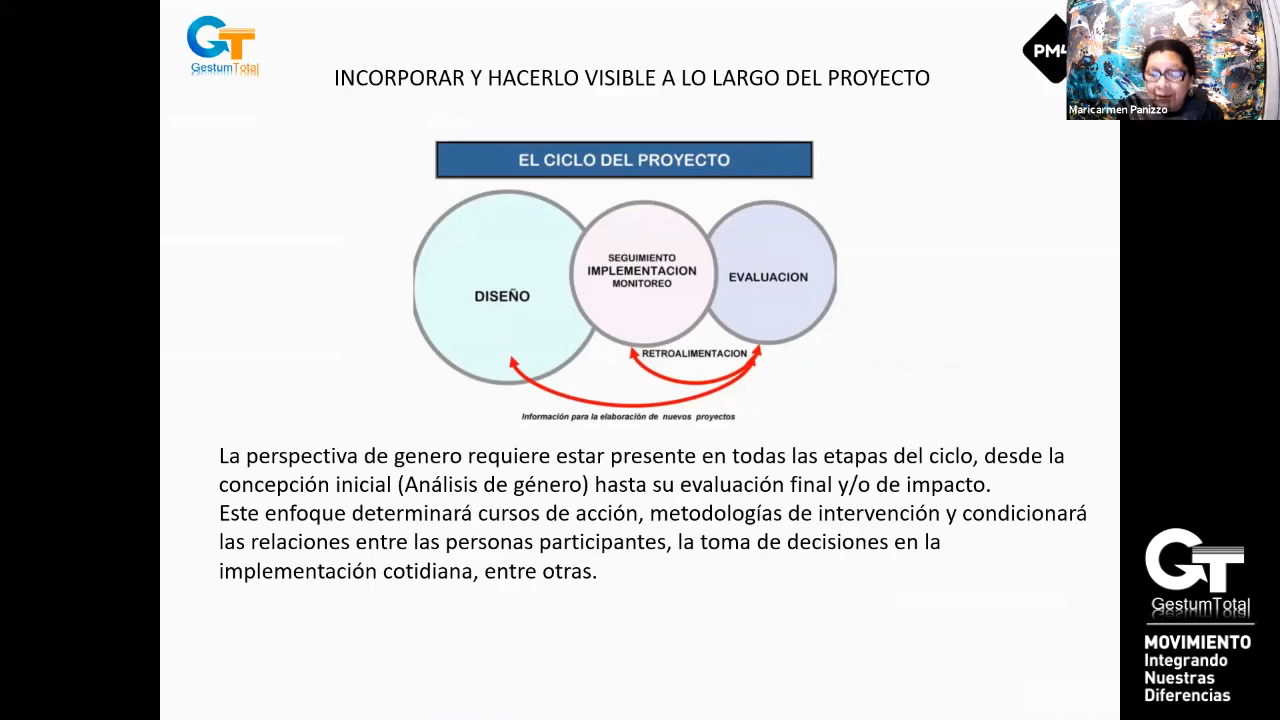 GT
GestumTotal
INCORPORAR Y HACERLO VISIBLE A LO LARGO DEL PROYECTO
Maricarmen Panizzo
EL CICLO DEL PROYECTO
DISEÑO
SEGUIMIENTO
IMPLEMENTACION
MONITOREO
EVALUACION
RETROALIMENTACION
Información para la elaboración de nuevos proyectos
La perspectiva de genero requiere estar presente en todas las etapas del ciclo, desde la
concepción inicial (Análisis de género) hasta su evaluación final y/o de impacto.
Este enfoque determinará cursos de acción, metodologías de intervención y condicionará
las relaciones entre las personas participantes, la toma de decisiones en la
implementación cotidiana, entre otras.
GT
GestumTotal
MOVIMIENTO
Integrando
Nuestras
Diferencias